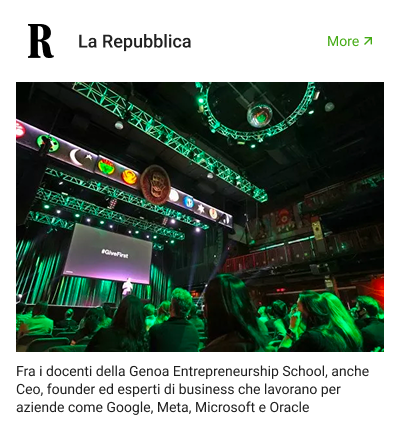 R
La Repubblica
More
#GiveFirst
Fra i docenti della Genoa Entrepreneurship School, anche
Ceo, founder ed esperti di business che lavorano per
aziende come Google, Meta, Microsoft e Oracle